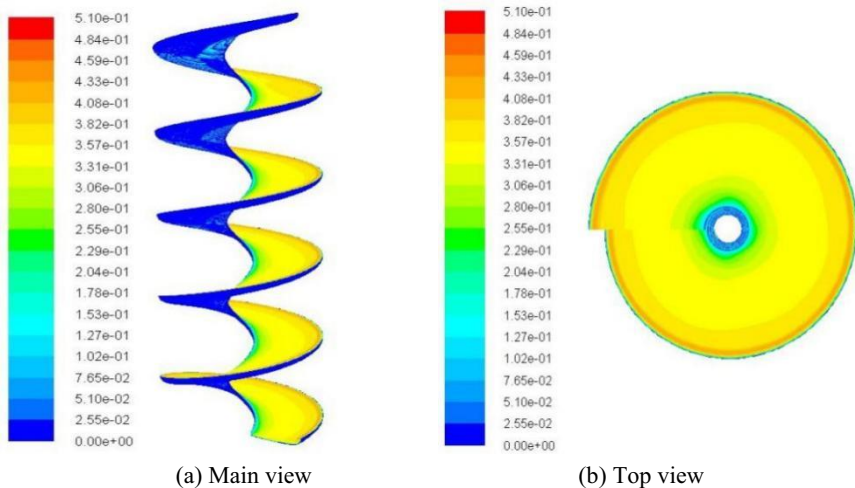 5.10e-01
4.84e-01
4.59e-01
4.33e-01
4.08e-01
3.82e-01
3.57e-01
3.31e-01
3.06e-01
2.80e-01
2.55e-01
2.29e-01
2.04e-01
1.78e-01
1.53e-01
1.27e-01
1.02e-01
7.65e-02
5.10e-02
2.55e-02
0.00e+00
(a) Main view
5.10e-01
4.84e-01
4.59e-01
4.33e-01
4.08e-01
3.82e-01
3.57e-01
3.31e-01
3.06e-01
2.80e-01
2.55e-01
2.29e-01
2.04e-01
1.78e-01
1.53e-01
1.27e-01
1.02e-01
7.65e-02
5.10e-02
2.55e-02
0.00e+00
(b) Top view